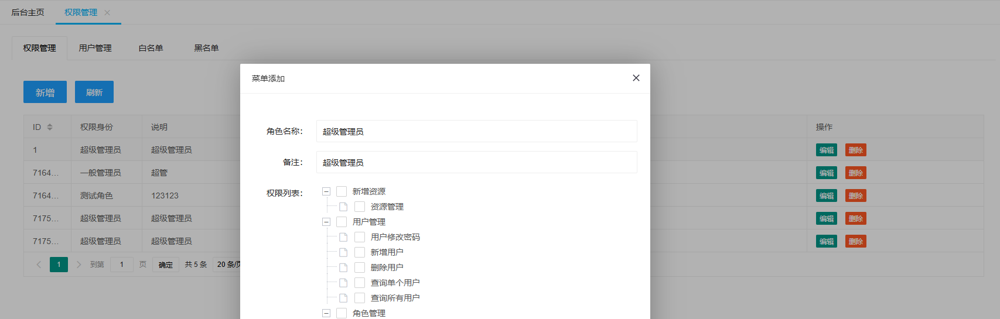 后台主页 权限管理
权限管理 用户管理 白名单 黑名单
菜单添加
新增 刷新
角色名称： 超级管理员
备注： 超级管理员
权限列表：
新增资源
资源管理
用户管理
用户修改密码
新增用户
删除用户
查询单个用户
查询所有用户
角色管理
ID 权限身份 说明 操作
1 超级管理员 超级管理员 编辑 删除
7164... 一般管理员 超管 编辑 删除
7164... 测试角色 123123 编辑 删除
7175... 超级管理员 超级管理员 编辑 删除
7175... 超级管理员 超级管理员 编辑 删除
1 到第 1 页 确定 共 5 条 20 条/